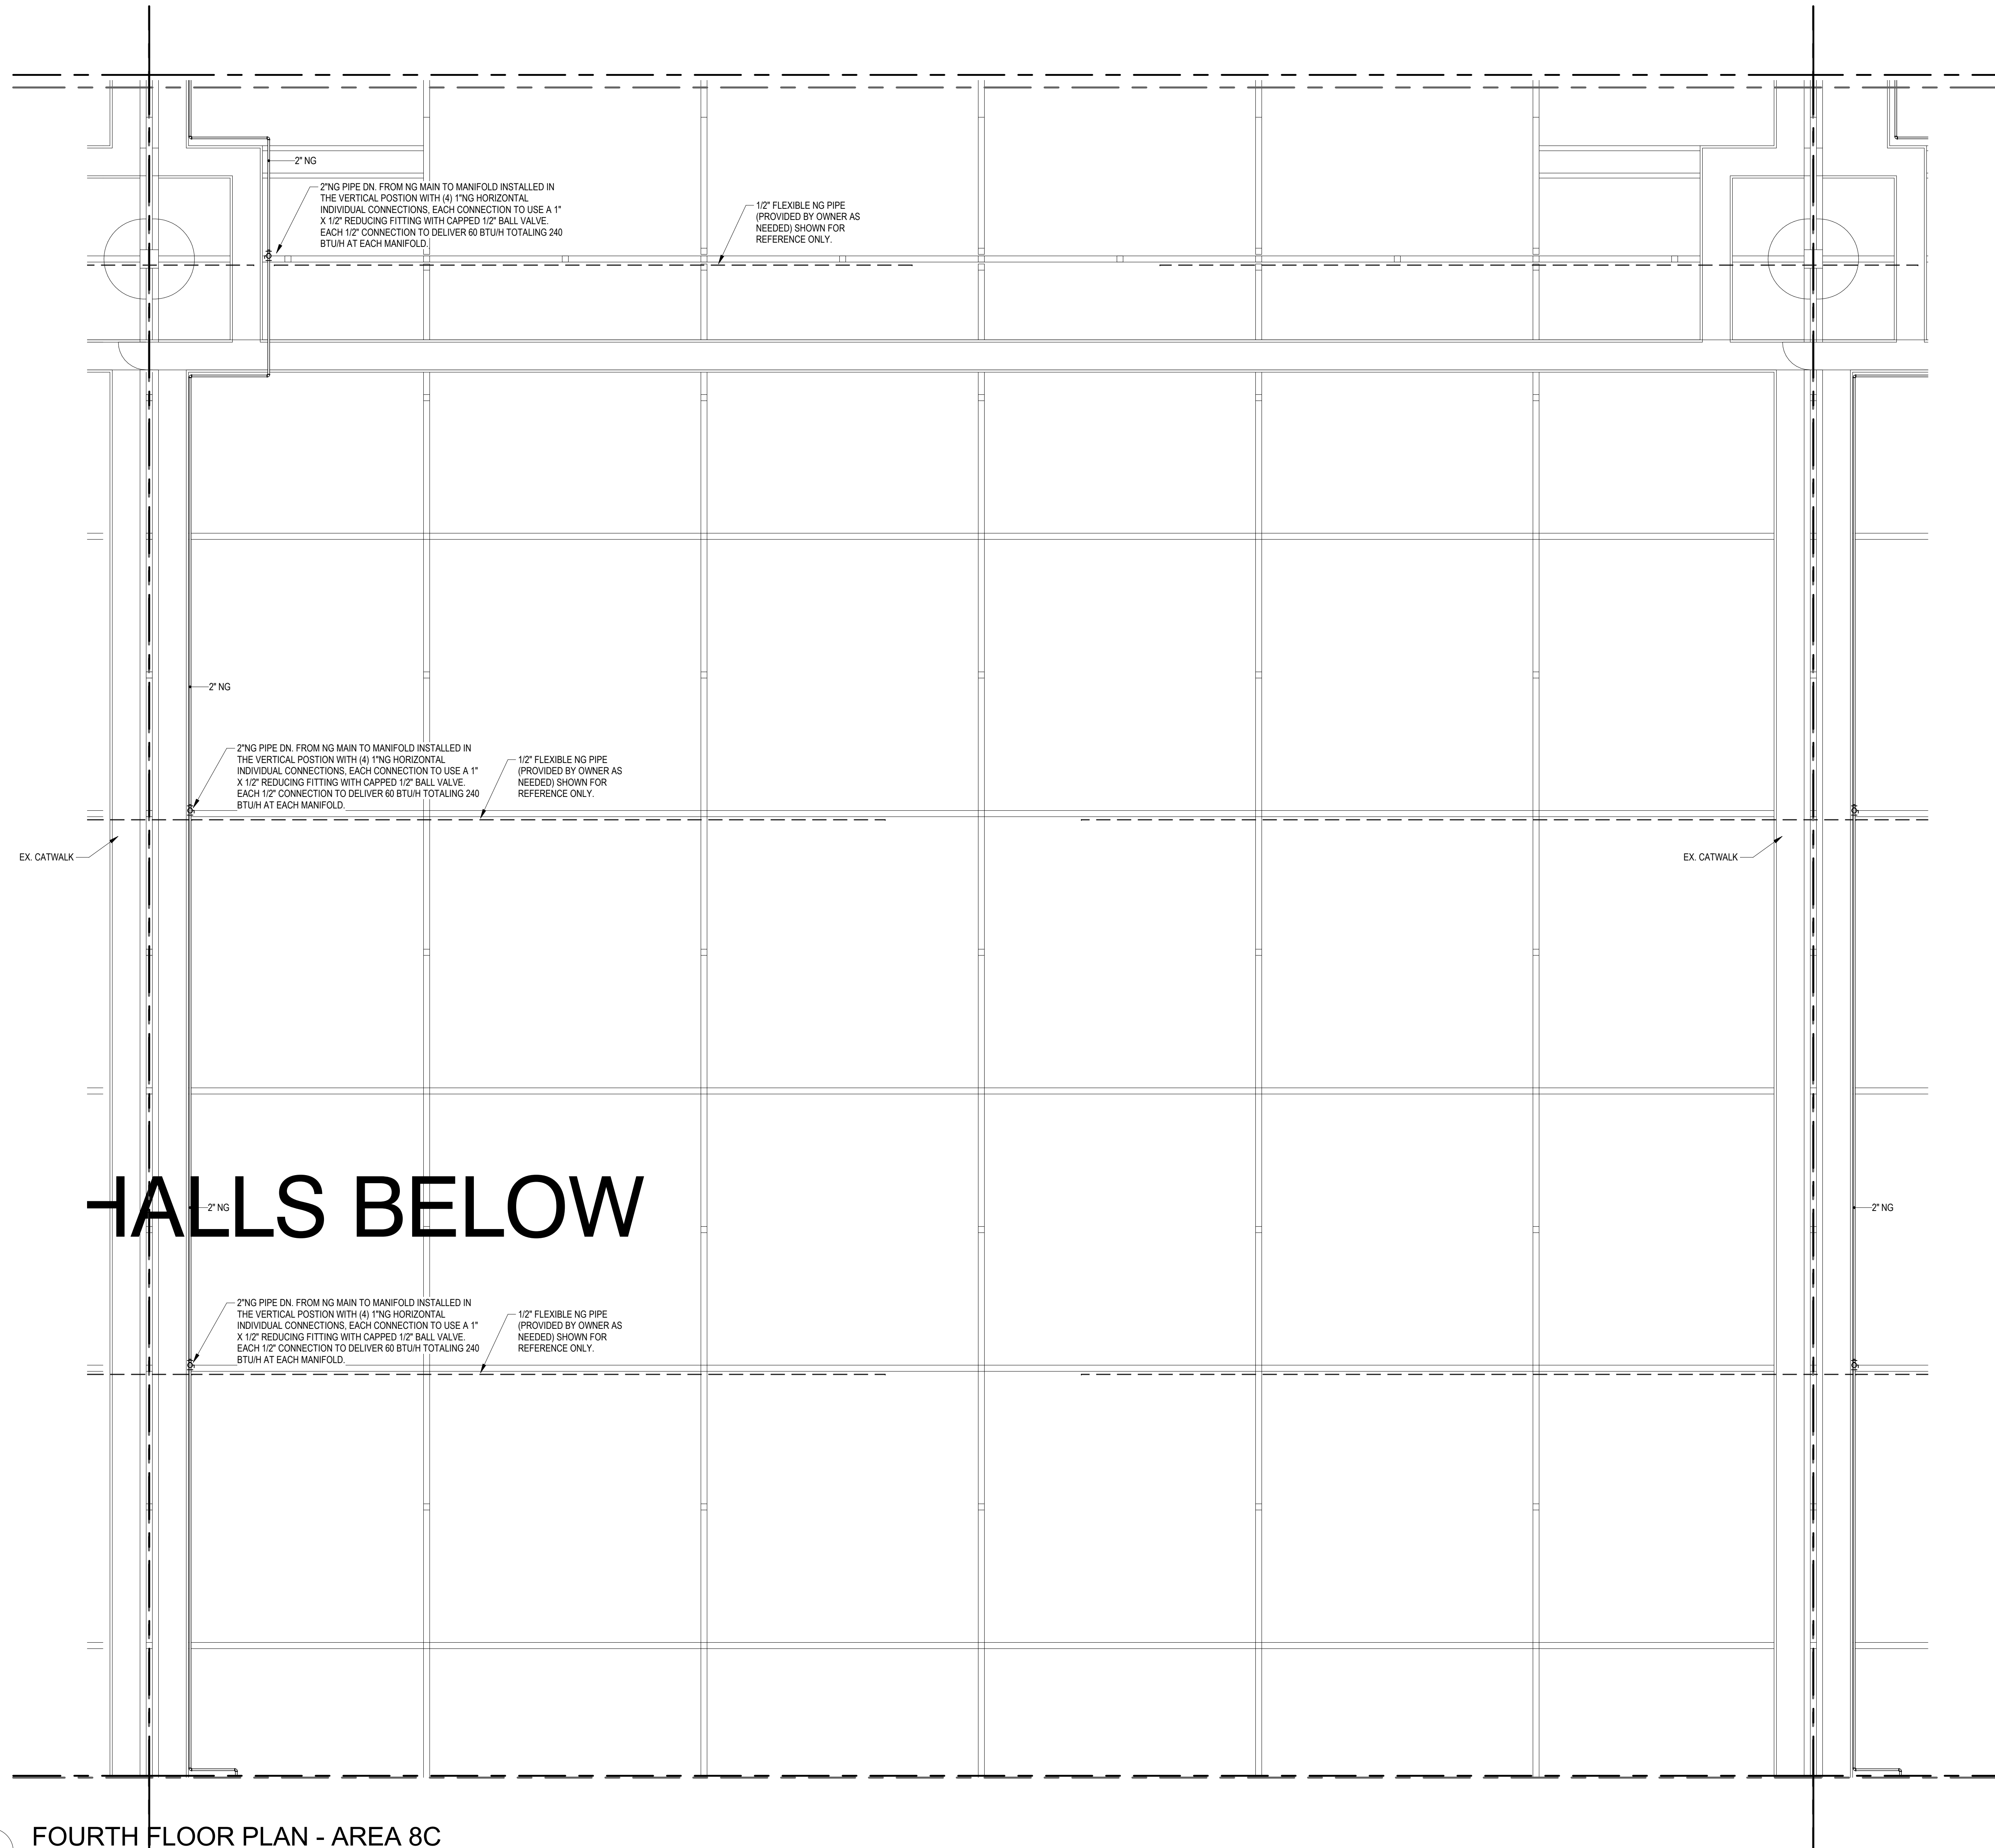 2" NG
2"NG PIPE DN. FROM NG MAIN TO MANIFOLD INSTALLED IN
THE VERTICAL POSTION WITH (4) 1"NG HORIZONTAL
INDIVIDUAL CONNECTIONS, EACH CONNECTION TO USE A 1"
X 1/2" REDUCING FITTING WITH CAPPED 1/2" BALL VALVE.
EACH 1/2" CONNECTION TO DELIVER 60 BTU/H TOTALING 240
BTU/H AT EACH MANIFOLD.
1/2" FLEXIBLE NG PIPE
(PROVIDED BY OWNER AS
NEEDED) SHOWN FOR
REFERENCE ONLY.
2" NG
2"NG PIPE DN. FROM NG MAIN TO MANIFOLD INSTALLED IN
THE VERTICAL POSTION WITH (4) 1"NG HORIZONTAL
INDIVIDUAL CONNECTIONS, EACH CONNECTION TO USE A 1"
X 1/2" REDUCING FITTING WITH CAPPED 1/2" BALL VALVE.
EACH 1/2" CONNECTION TO DELIVER 60 BTU/H TOTALING 240
BTU/H AT EACH MANIFOLD.
1/2" FLEXIBLE NG PIPE
(PROVIDED BY OWNER AS
NEEDED) SHOWN FOR
REFERENCE ONLY.
EX. CATWALK
EX. CATWALK
HALLS BELOW
2" NG
2" NG
2"NG PIPE DN. FROM NG MAIN TO MANIFOLD INSTALLED IN
THE VERTICAL POSTION WITH (4) 1"NG HORIZONTAL
INDIVIDUAL CONNECTIONS, EACH CONNECTION TO USE A 1"
X 1/2" REDUCING FITTING WITH CAPPED 1/2" BALL VALVE.
EACH 1/2" CONNECTION TO DELIVER 60 BTU/H TOTALING 240
BTU/H AT EACH MANIFOLD.
1/2" FLEXIBLE NG PIPE
(PROVIDED BY OWNER AS
NEEDED) SHOWN FOR
REFERENCE ONLY.
FOURTH FLOOR PLAN - AREA 8C